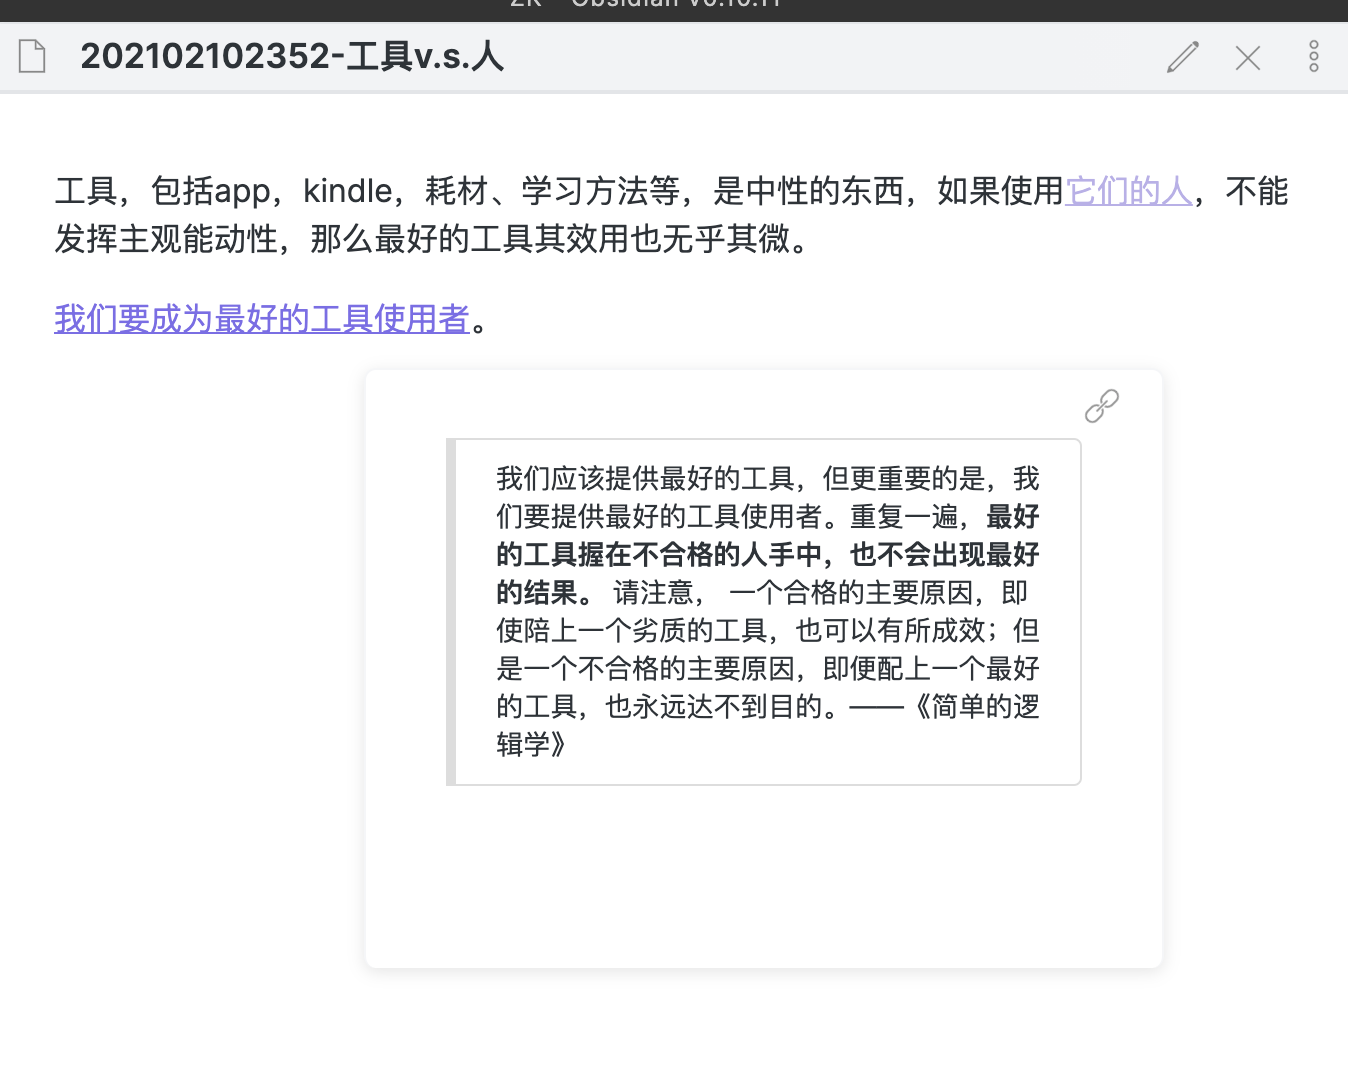 202102102352-工具v.s.人
工具，包括app，kindle，耗材、学习方法等，是中性的东西，如果使用它们的人，不能
发挥主观能动性，那么最好的工具其效用也无乎其微。
我们要成为最好的工具使用者。
我们应该提供最好的工具，但更重要的是，我
们要提供最好的工具使用者。重复一遍，最好
的工具握在不合格的人手中，也不会出现最好
的结果。 请注意， 一个合格的主要原因，即
使陪上一个劣质的工具，也可以有所成效；但
是一个不合格的主要原因，即便配上一个最好
的工具，也永远达不到目的。——《简单的逻
辑学》